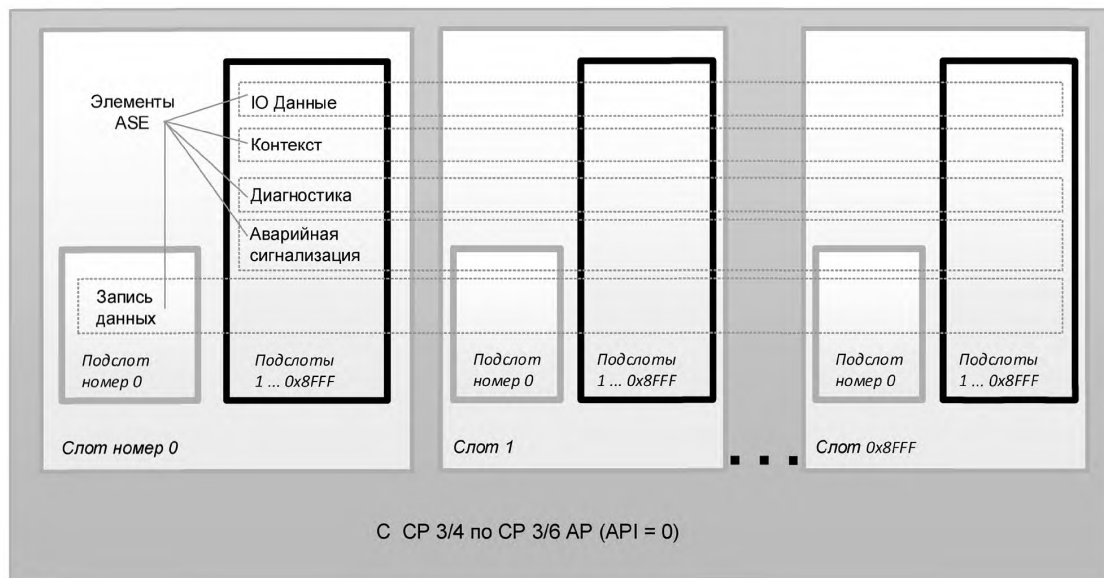 Элементы
ASE
IO Данные
Контекст
Диагностика
Аварийная
сигнализация
Запись
данных
Подслот
номер 0
Подслоты
1 ... 0x8FFF
Слот номер 0
Подслот
номер 0
Подслоты
1 ... 0x8FFF
Слот 1
. . .
Подслот
номер 0
Подслоты
1 ... 0x8FFF
Слот 0x8FFF
С CP 3/4 по CP 3/6 AP (API = 0)